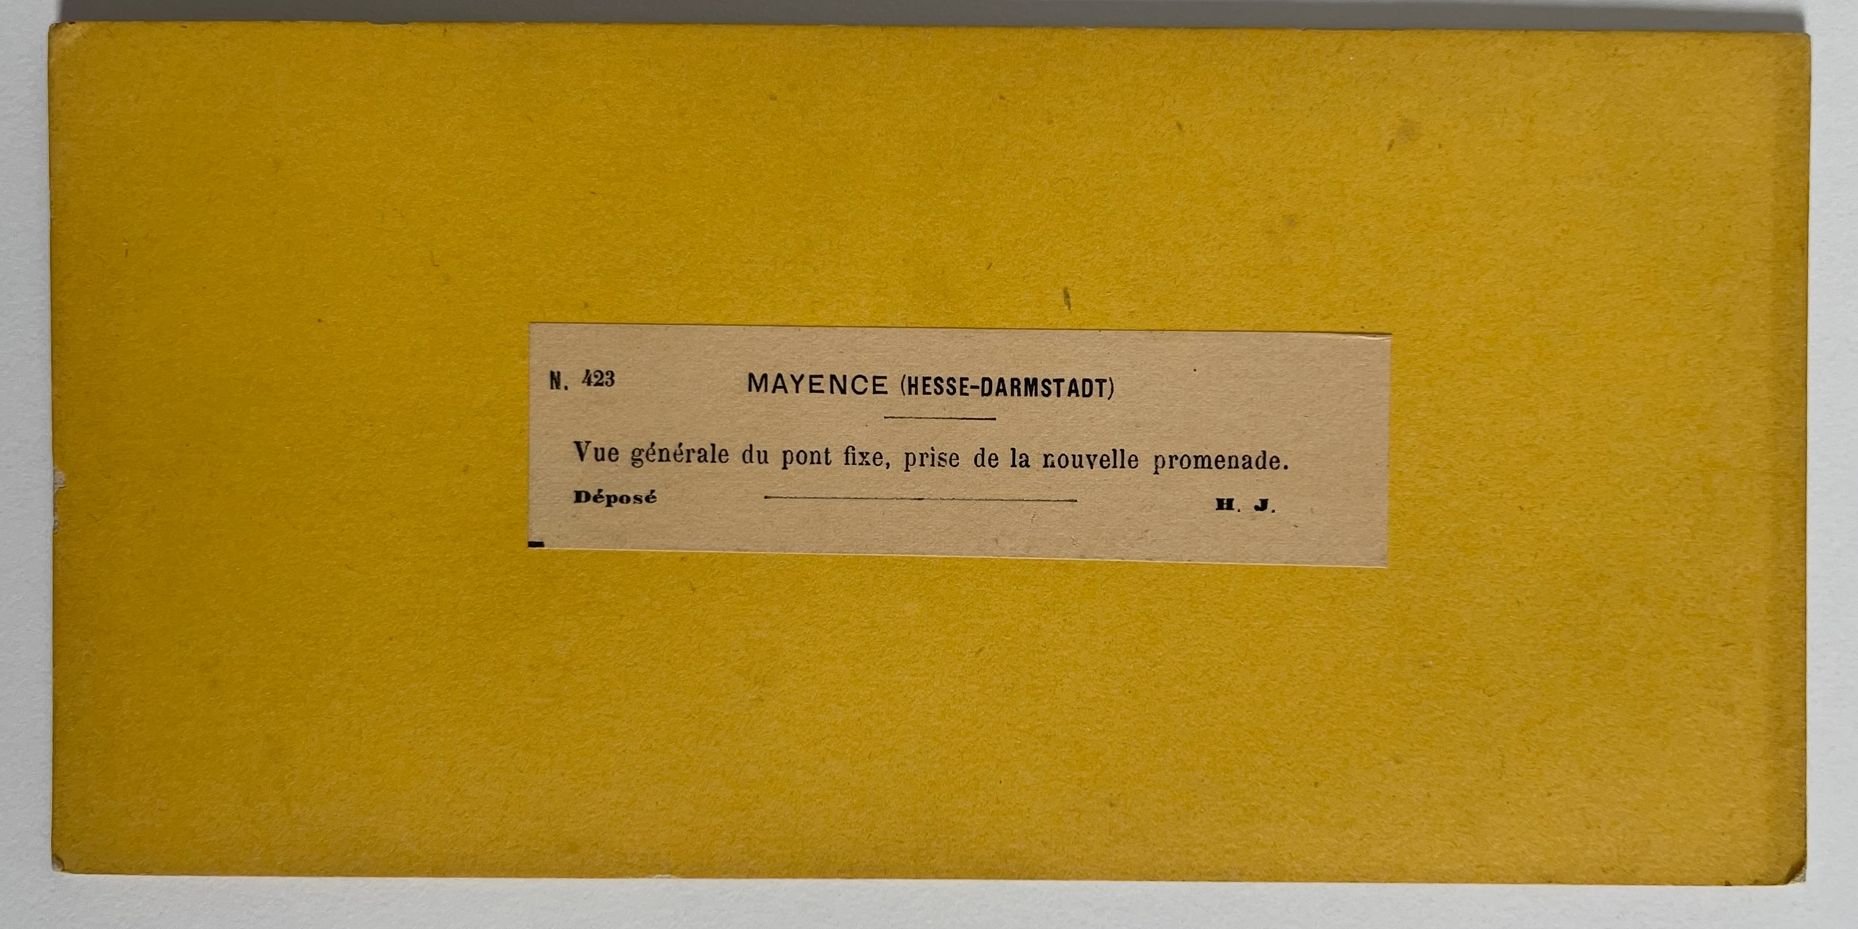 N. 423 MAYENCE (HESSE-DARMSTADT)
Vue générale du pont fixe, prise de la nouvelle promenade.
Déposé H. J.